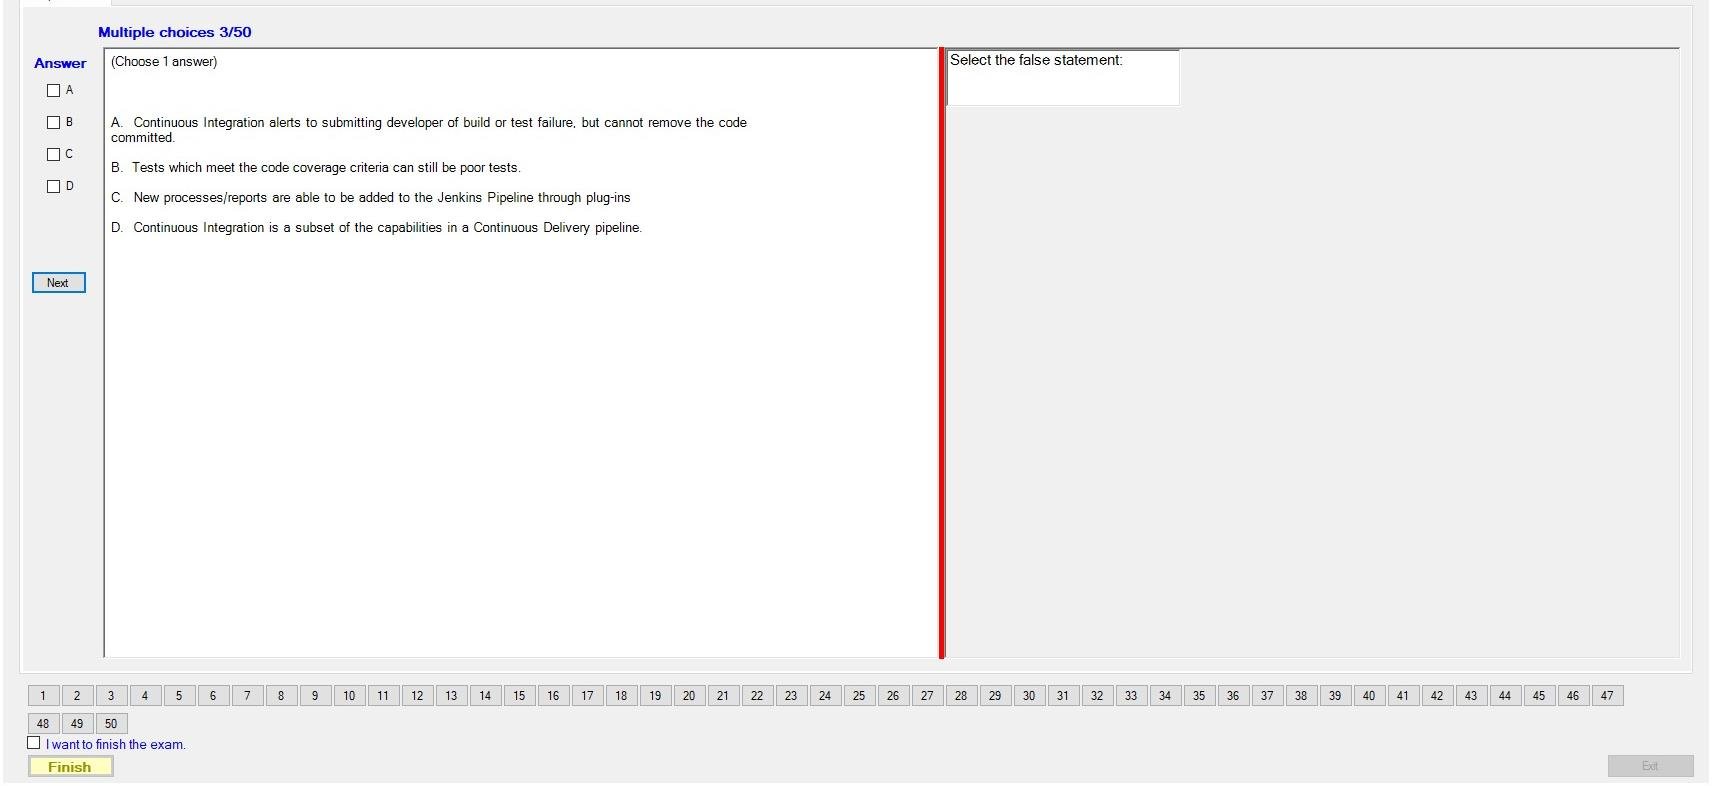 Multiple choices 3/50
Answer
A
B
C
D
Next
(Choose 1 answer)
A. Continuous Integration alerts to submitting developer of build or test failure, but cannot remove the code
committed.
B. Tests which meet the code coverage criteria can still be poor tests.
C. New processes/reports are able to be added to the Jenkins Pipeline through plug-ins
D. Continuous Integration is a subset of the capabilities in a Continuous Delivery pipeline.
Select the false statement:
1 2 3 4 5 6 7 8 9 10 11 12 13 14 15 16 17 18 19 20 21 22 23 24 25 26 27 28 29 30 31 32 33 34 35 36 37 38 39 40 41 42 43 44 45 46 47
48 49 50
I want to finish the exam.
Finish
Exit